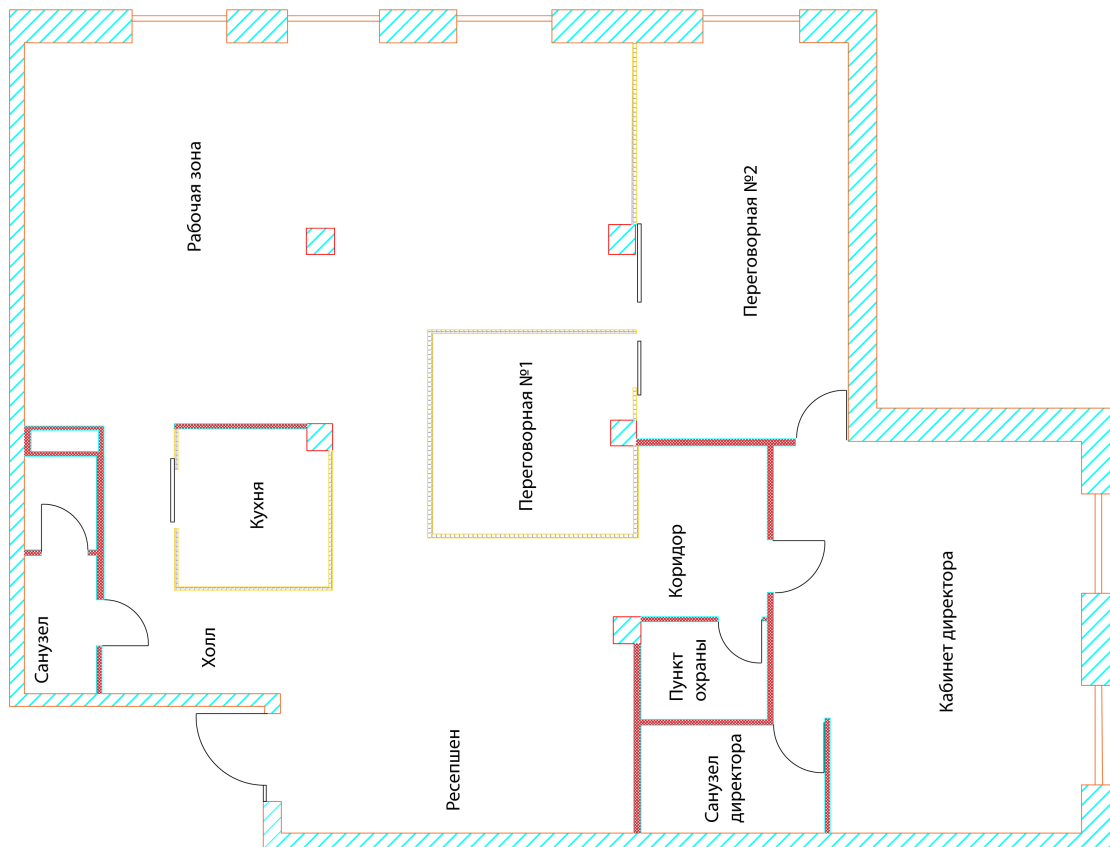 Рабочая зона
Переговорная №2
Переговорная №1
Кухня
Коридор
Санузел
Холл
Пункт
охраны
Кабинет директора
Ресепшен
Санузел
директора